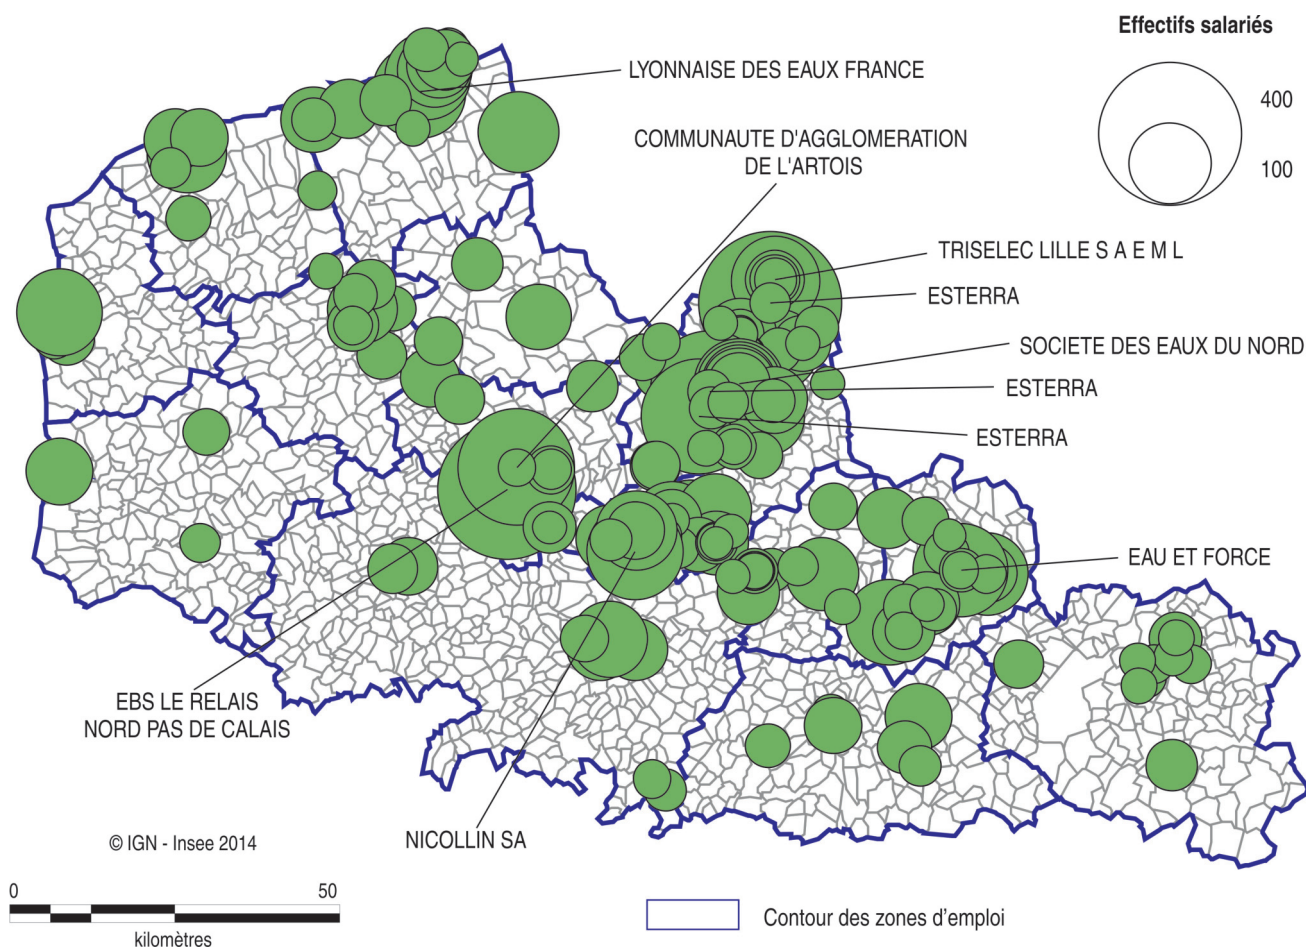 Effectifs salariés
400
100
LYONNAISE DES EAUX FRANCE
COMMUNAUTE D'AGGLOMERATION
DE L'ARTOIS
TRISELEC LILLE S A E M L
ESTERRA
SOCIETE DES EAUX DU NORD
ESTERRA
ESTERRA
EAU ET FORCE
EBS LE RELAIS
NORD PAS DE CALAIS
NICOLLIN SA
© IGN - Insee 2014
0 50
kilomètres
Contour des zones d'emploi